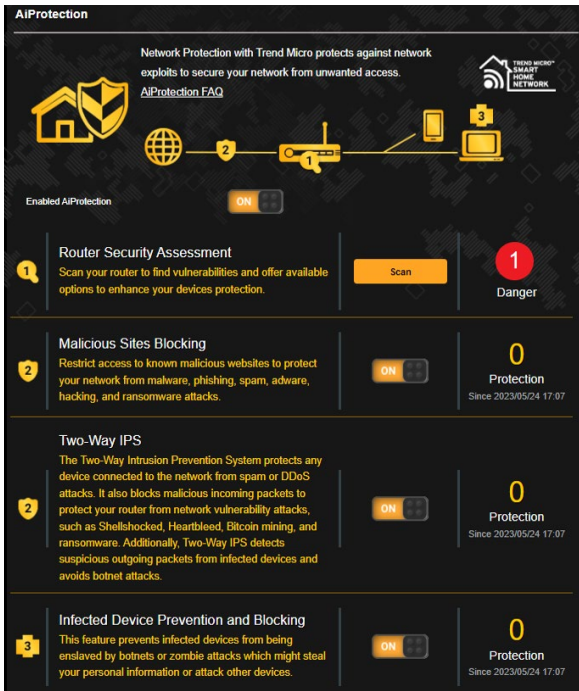 AiProtection
Network Protection with Trend Micro protects against network
exploits to secure your network from unwanted access.
AiProtection FAQ
TREND MICRO™
SMART
HOME
NETWORK
3
2
1
Enabled AiProtection
ON
1
Router Security Assessment
Scan your router to find vulnerabilities and offer available
options to enhance your devices protection.
Scan
1
Danger
2
Malicious Sites Blocking
Restrict access to known malicious websites to protect
your network from malware, phishing, spam, adware,
hacking, and ransomware attacks.
ON
0
Protection
Since 2023/05/24 17:07
2
Two-Way IPS
The Two-Way Intrusion Prevention System protects any
device connected to the network from spam or DDoS
attacks. It also blocks malicious incoming packets to
protect your router from network vulnerability attacks,
such as Shellshocked, Heartbleed, Bitcoin mining, and
ransomware. Additionally, Two-Way IPS detects
suspicious outgoing packets from infected devices and
avoids botnet attacks.
ON
0
Protection
Since 2023/05/24 17:07
3
Infected Device Prevention and Blocking
This feature prevents infected devices from being
enslaved by botnets or zombie attacks which might steal
your personal information or attack other devices.
ON
0
Protection
Since 2023/05/24 17:07